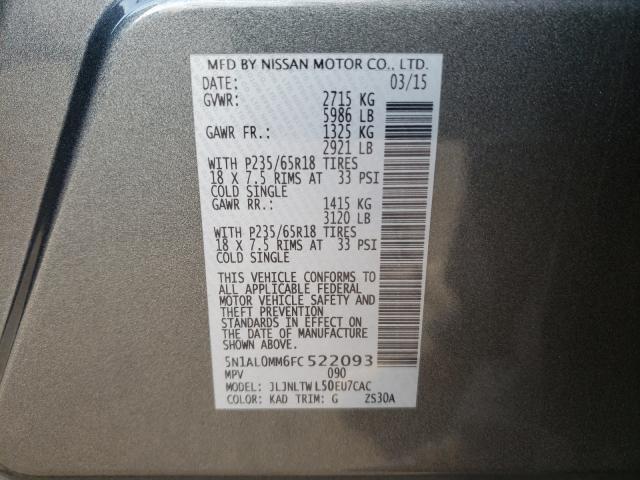 MFD BY NISSAN MOTOR CO., LTD.
DATE: 03/15
GVWR: 2715 KG
5986 LB
GAWR FR.: 1325 KG
2921 LB
WITH P235/65R18 TIRES
18 X 7.5 RIMS AT 33 PSI
COLD SINGLE
GAWR RR.: 1415 KG
3120 LB
WITH P235/65R18 TIRES
18 X 7.5 RIMS AT 33 PSI
COLD SINGLE
THIS VEHICLE CONFORMS TO
ALL APPLICABLE FEDERAL
MOTOR VEHICLE SAFETY AND
THEFT PREVENTION
STANDARDS IN EFFECT ON
THE DATE OF MANUFACTURE
SHOWN ABOVE.
5N1AL0MM6FC522093
MPV 090
MODEL: JLJNLTWL50EU7CAC
COLOR: KAD TRIM: G ZS30A